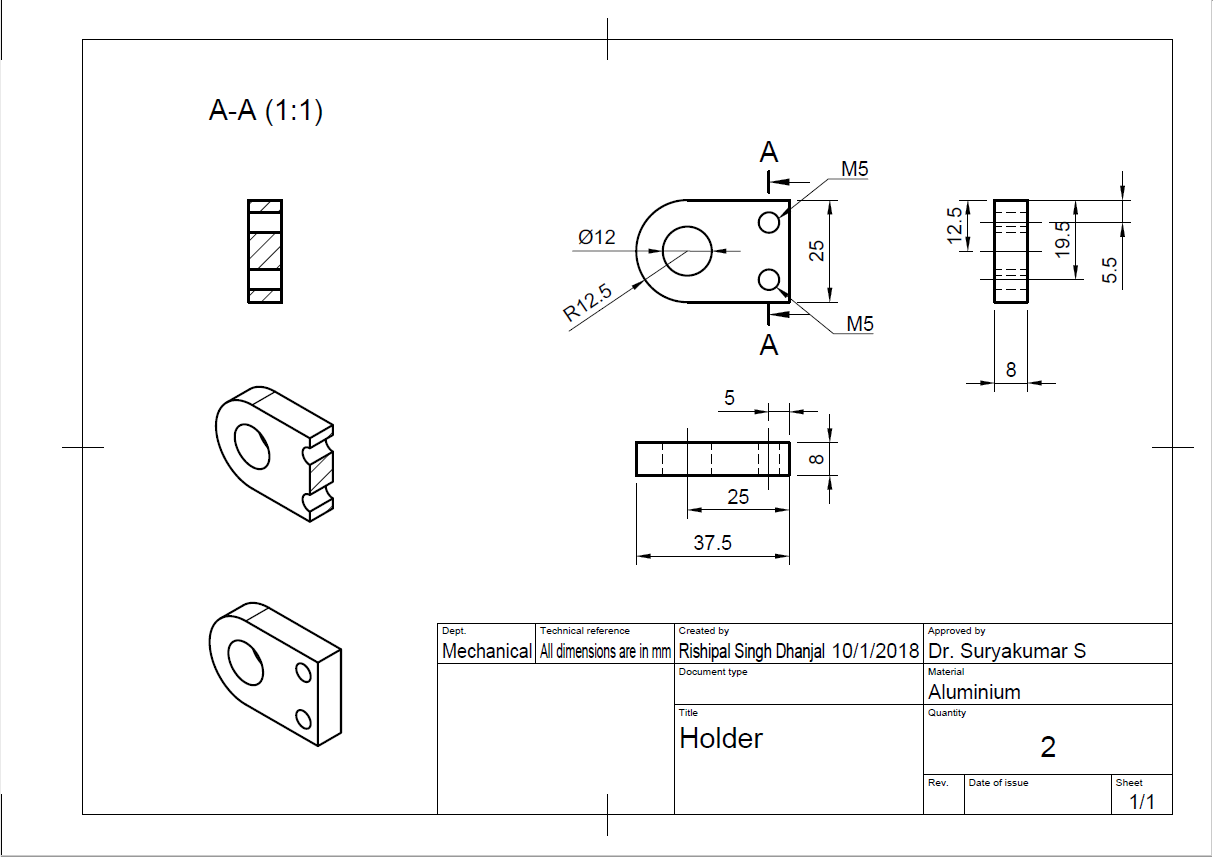 A-A (1:1)
A
M5
Ø12
25
R12.5
M5
A
12.5
19.5
5.5
8
5
8
25
37.5
Dept.
Mechanical
Technical reference
All dimensions are in mm
Created by
Rishipal Singh Dhanjal 10/1/2018
Approved by
Dr. Suryakumar S
Document type
Material
Aluminium
Title
Holder
Quantity
2
Rev.
Date of issue
Sheet
1/1